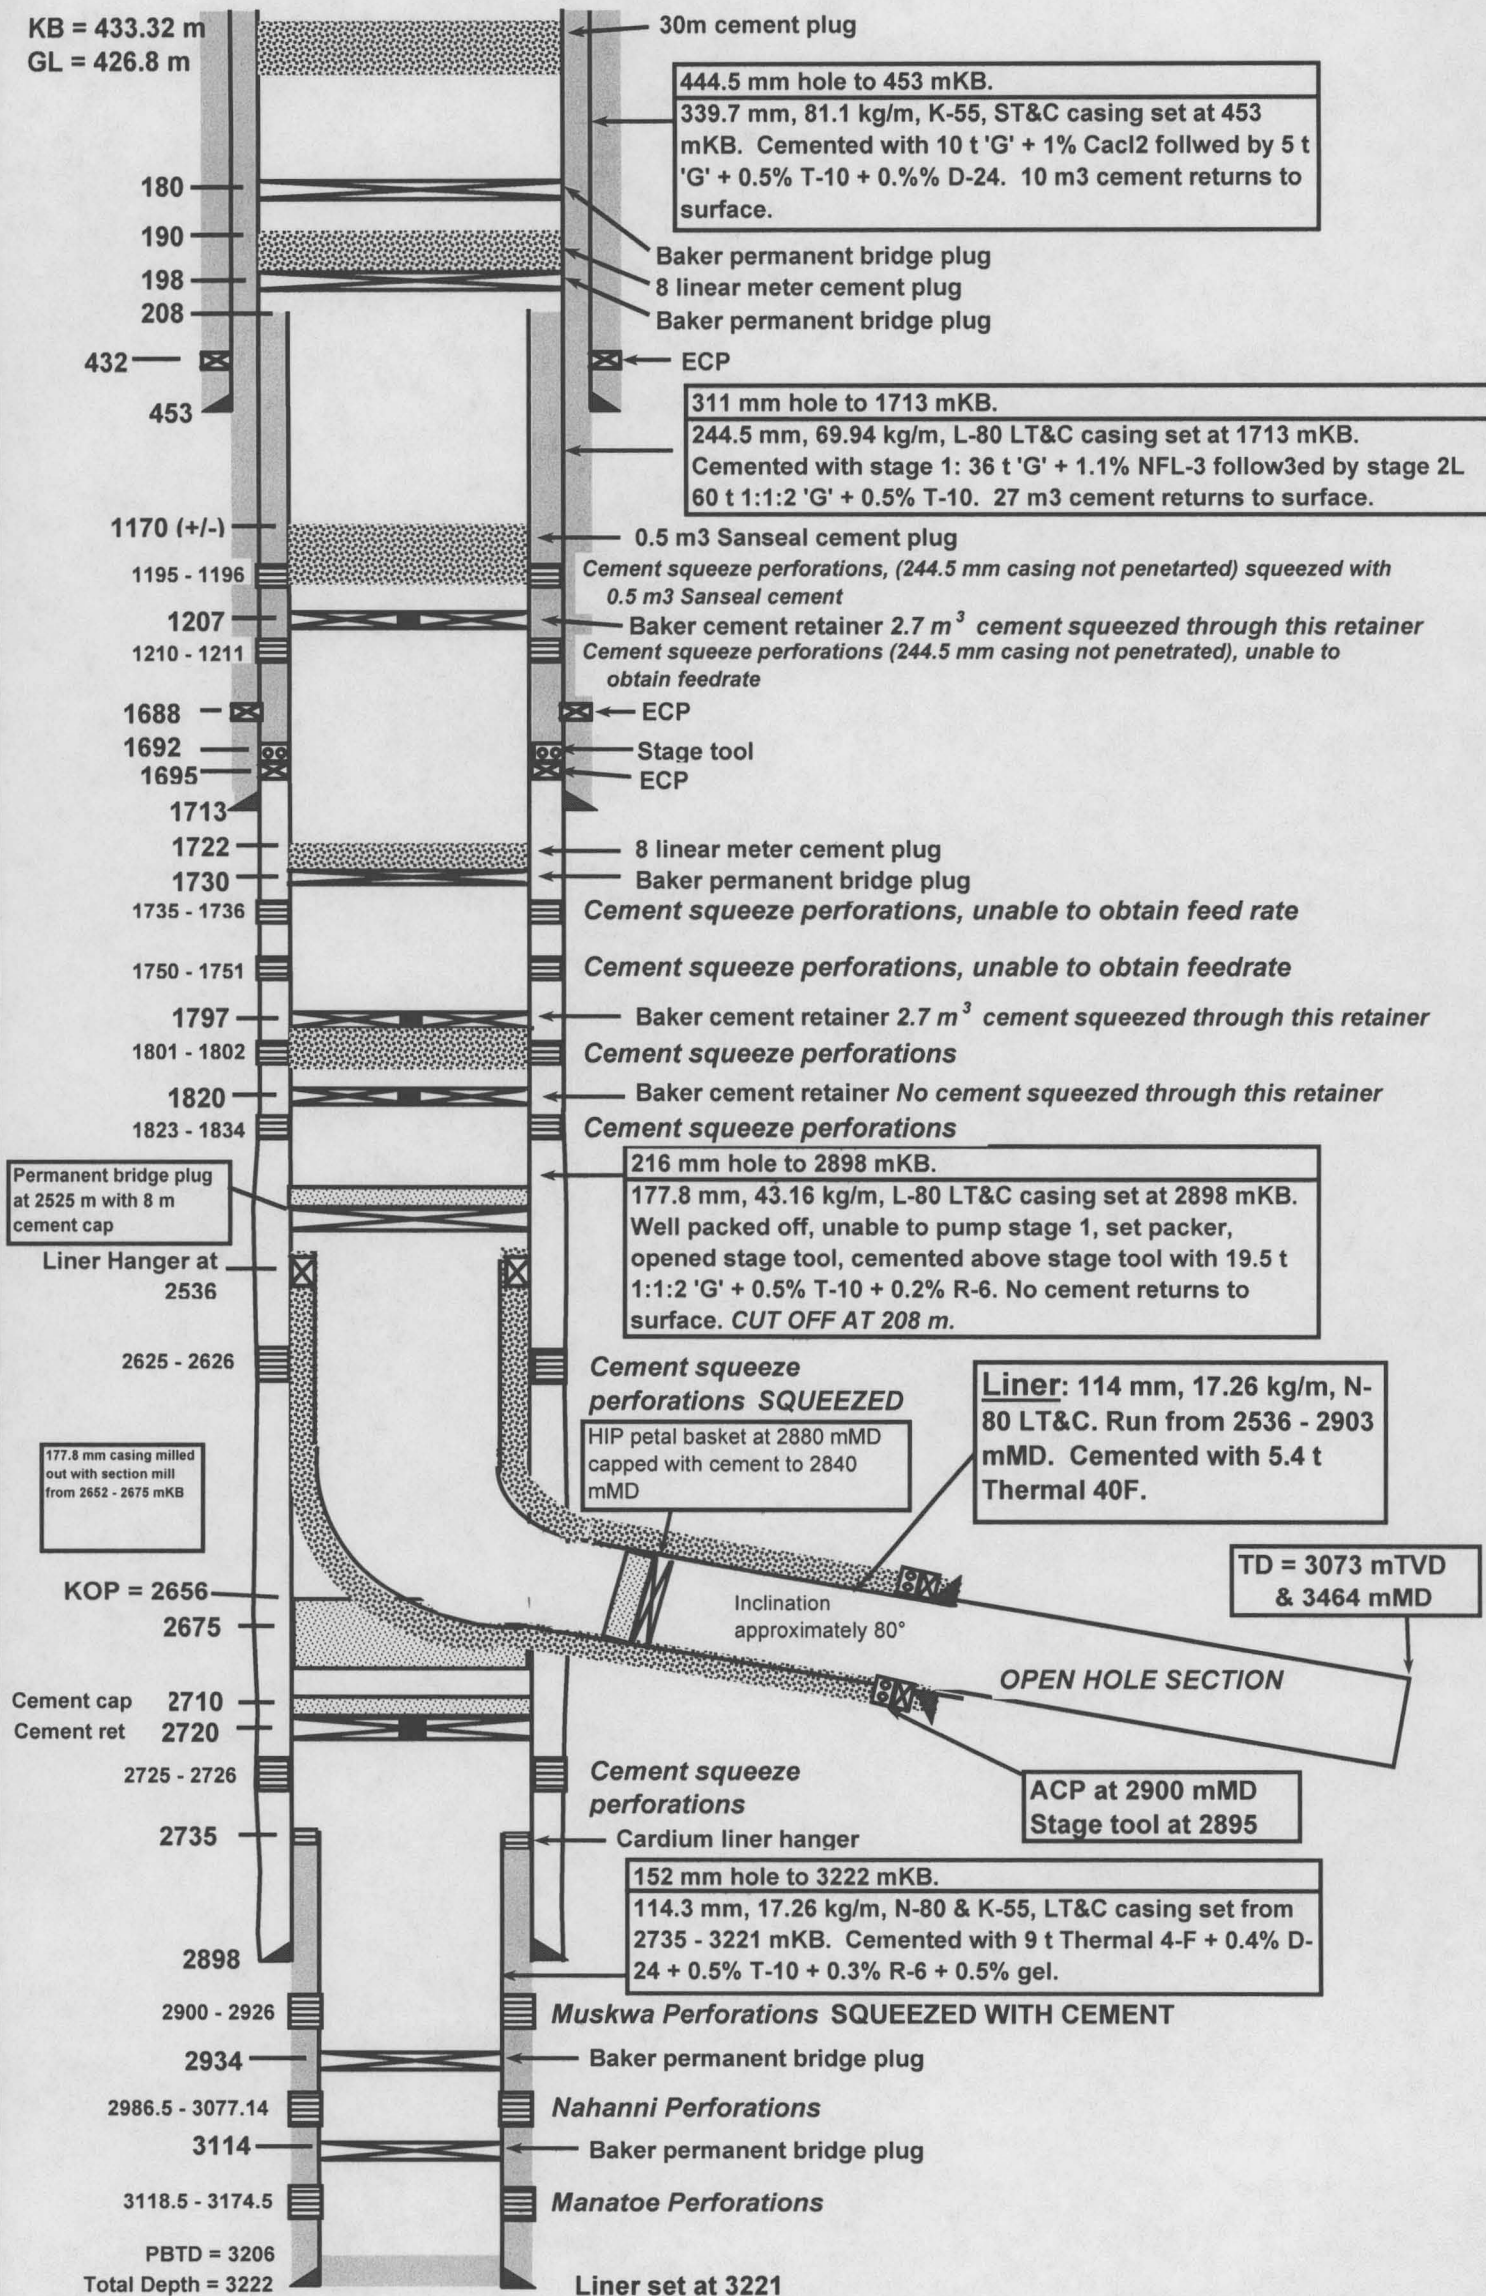 KB = 433.32 m
GL = 426.8 m
30m cement plug
444.5 mm hole to 453 mKB.
339.7 mm, 81.1 kg/m, K-55, ST&C casing set at 453
mKB. Cemented with 10 t 'G' + 1% Cacl2 follwed by 5 t
'G' + 0.5% T-10 + 0.%% D-24. 10 m3 cement returns to
surface.
180
190
198
208
Baker permanent bridge plug
8 linear meter cement plug
Baker permanent bridge plug
432
ECP
453
311 mm hole to 1713 mKB.
244.5 mm, 69.94 kg/m, L-80 LT&C casing set at 1713 mKB.
Cemented with stage 1: 36 t 'G' + 1.1% NFL-3 follow3ed by stage 2L
60 t 1:1:2 'G' + 0.5% T-10. 27 m3 cement returns to surface.
1170 (+/-)
0.5 m3 Sanseal cement plug
1195 - 1196
Cement squeeze perforations, (244.5 mm casing not penetarted) squeezed with
0.5 m3 Sanseal cement
1207
Baker cement retainer 2.7 m³ cement squeezed through this retainer
1210 - 1211
Cement squeeze perforations (244.5 mm casing not penetrated), unable to
obtain feedrate
1688
ECP
1692
Stage tool
1695
ECP
1713
1722
8 linear meter cement plug
1730
Baker permanent bridge plug
1735 - 1736
Cement squeeze perforations, unable to obtain feed rate
1750 - 1751
Cement squeeze perforations, unable to obtain feedrate
1797
Baker cement retainer 2.7 m³ cement squeezed through this retainer
1801 - 1802
Cement squeeze perforations
1820
Baker cement retainer No cement squeezed through this retainer
1823 - 1834
Cement squeeze perforations
Permanent bridge plug
at 2525 m with 8 m
cement cap
216 mm hole to 2898 mKB.
177.8 mm, 43.16 kg/m, L-80 LT&C casing set at 2898 mKB.
Well packed off, unable to pump stage 1, set packer,
opened stage tool, cemented above stage tool with 19.5 t
1:1:2 'G' + 0.5% T-10 + 0.2% R-6. No cement returns to
surface. CUT OFF AT 208 m.
Liner Hanger at
2536
2625 - 2626
Cement squeeze
perforations SQUEEZED
Liner: 114 mm, 17.26 kg/m, N-
80 LT&C. Run from 2536 - 2903
mMD. Cemented with 5.4 t
Thermal 40F.
HIP petal basket at 2880 mMD
capped with cement to 2840
mMD
177.8 mm casing milled
out with section mill
from 2652 - 2675 mKB
TD = 3073 mTVD
& 3464 mMD
KOP = 2656
2675
Inclination
approximately 80°
OPEN HOLE SECTION
Cement cap 2710
Cement ret 2720
2725 - 2726
Cement squeeze
perforations
ACP at 2900 mMD
Stage tool at 2895
2735
Cardium liner hanger
152 mm hole to 3222 mKB.
114.3 mm, 17.26 kg/m, N-80 & K-55, LT&C casing set from
2735 - 3221 mKB. Cemented with 9 t Thermal 4-F + 0.4% D-
24 + 0.5% T-10 + 0.3% R-6 + 0.5% gel.
2898
2900 - 2926
Muskwa Perforations SQUEEZED WITH CEMENT
2934
Baker permanent bridge plug
2986.5 - 3077.14
Nahanni Perforations
3114
Baker permanent bridge plug
3118.5 - 3174.5
Manatoe Perforations
PBTD = 3206
Total Depth = 3222
Liner set at 3221